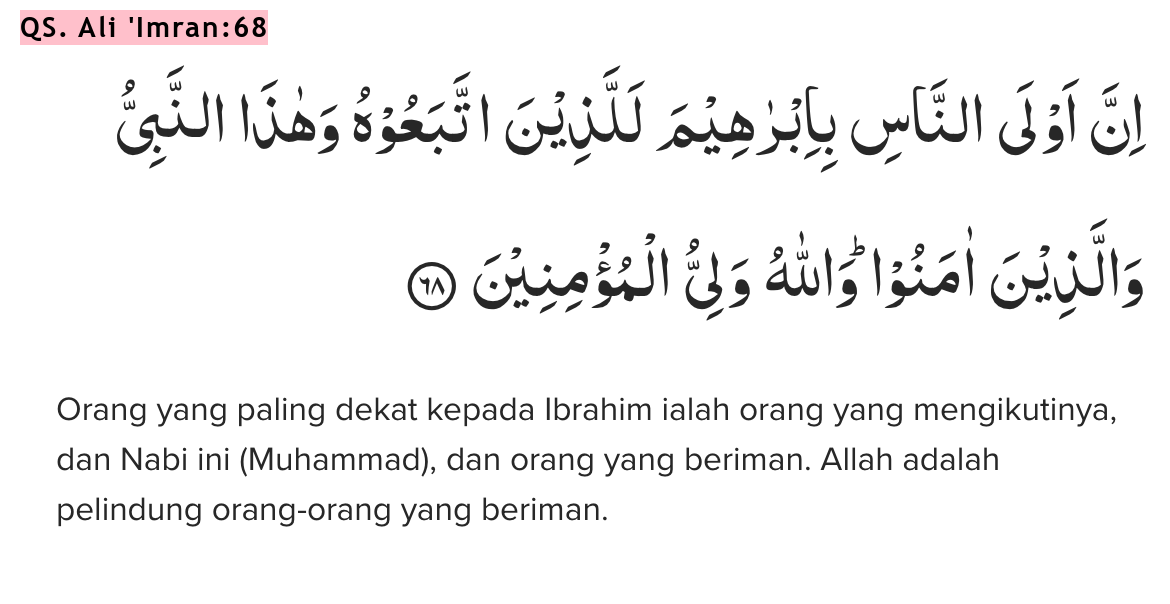 QS. Ali 'Imran:68
اِنَّ اَوْلَى النَّاسِ بِاِبْرٰهِيْمَ لَلَّذِيْنَ اتَّبَعُوْهُ وَهٰذَا النَّبِيُّ
وَالَّذِيْنَ اٰمَنُوْاۗ وَاللّٰهُ وَلِيُّ الْمُؤْمِنِيْنَ ٦٨
Orang yang paling dekat kepada Ibrahim ialah orang yang mengikutinya,
dan Nabi ini (Muhammad), dan orang yang beriman. Allah adalah
pelindung orang-orang yang beriman.